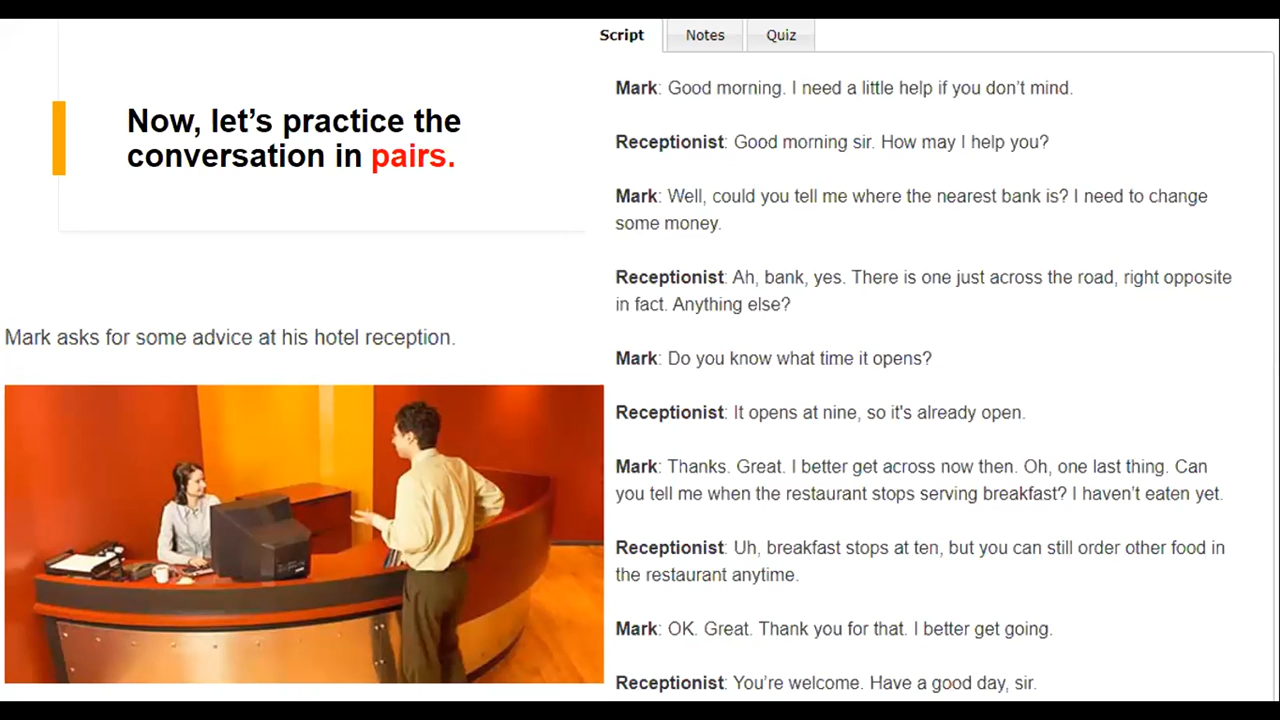 Now, let’s practice the
conversation in pairs.
Mark asks for some advice at his hotel reception.
Script
Notes
Quiz
Mark: Good morning. I need a little help if you don’t mind.
Receptionist: Good morning sir. How may I help you?
Mark: Well, could you tell me where the nearest bank is? I need to change
some money.
Receptionist: Ah, bank, yes. There is one just across the road, right opposite
in fact. Anything else?
Mark: Do you know what time it opens?
Receptionist: It opens at nine, so it's already open.
Mark: Thanks. Great. I better get across now then. Oh, one last thing. Can
you tell me when the restaurant stops serving breakfast? I haven’t eaten yet.
Receptionist: Uh, breakfast stops at ten, but you can still order other food in
the restaurant anytime.
Mark: OK. Great. Thank you for that. I better get going.
Receptionist: You’re welcome. Have a good day, sir.